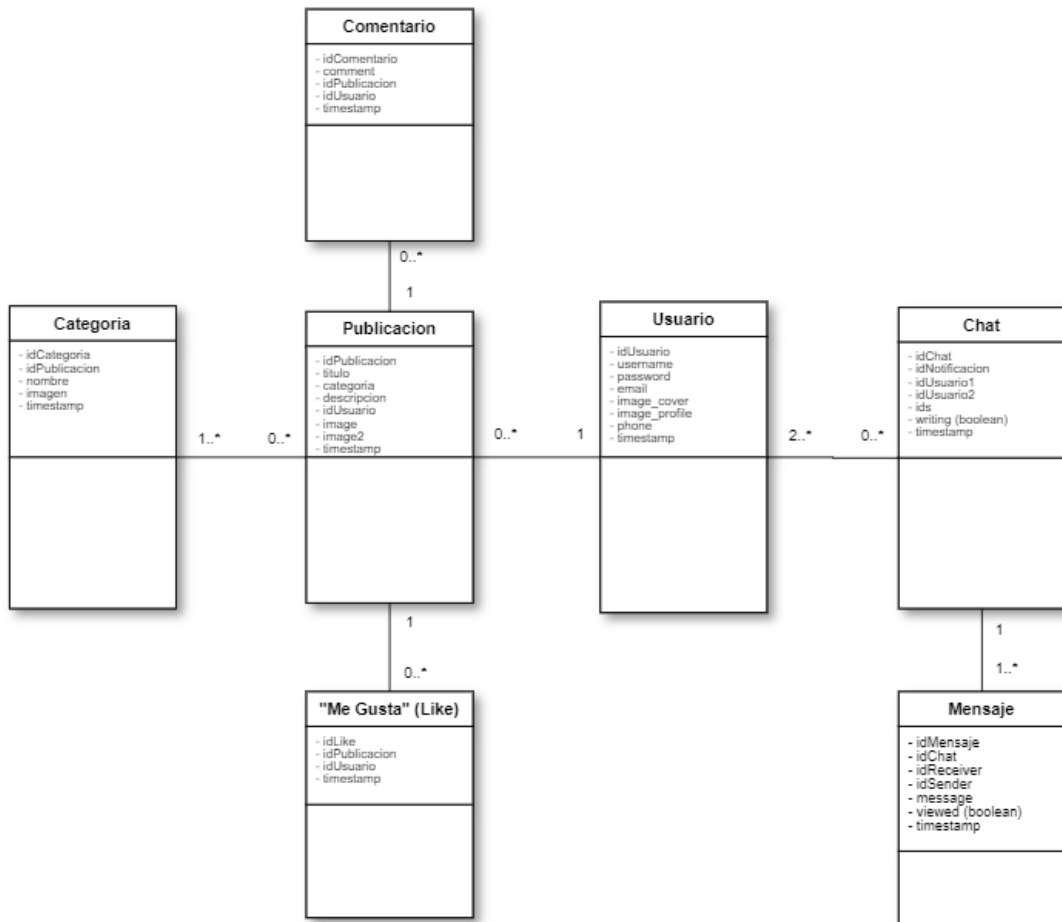 Comentario
- idComentario
- comment
- idPublicacion
- idUsuario
- timestamp
0..*
1
Categoria
- idCategoria
- idPublicacion
- nombre
- imagen
- timestamp
1..*
0..*
Publicacion
- idPublicacion
- titulo
- categoria
- descripcion
- idUsuario
- image
- image2
- timestamp
0..*
1
Usuario
- idUsuario
- username
- password
- email
- image_cover
- image_profile
- phone
- timestamp
2..*
0..*
Chat
- idChat
- idNotificacion
- idUsuario1
- idUsuario2
- ids
- writing (boolean)
- timestamp
1
0..*
"Me Gusta" (Like)
- idLike
- idPublicacion
- idUsuario
- timestamp
1
1..*
Mensaje
- idMensaje
- idChat
- idReceiver
- idSender
- message
- viewed (boolean)
- timestamp